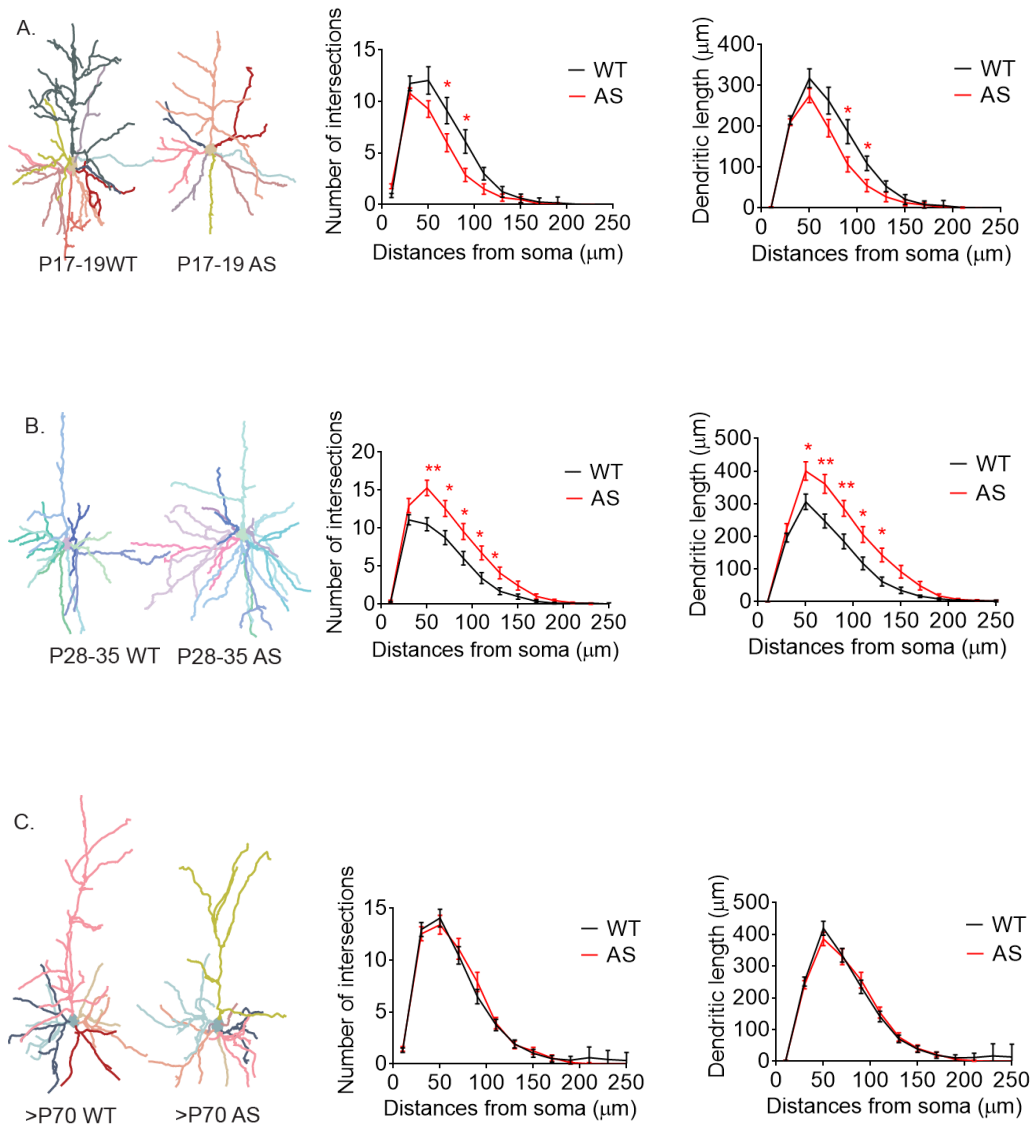 A.
P17-19WT
P17-19 AS
Number of intersections
15
10
5
0
0 50 100 150 200 250
Distances from soma (μm)
WT
AS
*
*
Dendritic length (μm)
400
300
200
100
0
0 50 100 150 200 250
Distances from soma (μm)
WT
AS
*
*
B.
P28-35 WT
P28-35 AS
Number of intersections
20
15
10
5
0
0 50 100 150 200 250
Distances from soma (μm)
WT
AS
**
*
*
*
*
Dendritic length (μm)
500
400
300
200
100
0
0 50 100 150 200 250
Distances from soma (μm)
WT
AS
*
**
**
*
*
C.
>P70 WT
>P70 AS
Number of intersections
15
10
5
0
0 50 100 150 200 250
Distances from soma (μm)
WT
AS
Dendritic length (μm)
500
400
300
200
100
0
0 50 100 150 200 250
Distances from soma (μm)
WT
AS